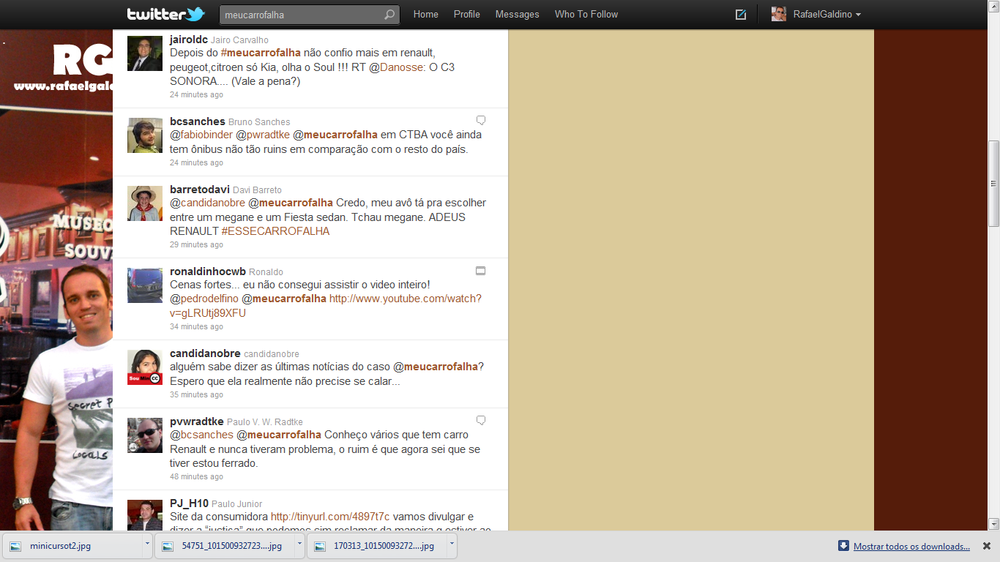 twitter
meucarrofalha
Home Profile Messages Who To Follow RafaelGaldino
RG
www.rafaelgal
MUSEO
SOUV
Secret
Locals
jairoldc Jairo Carvalho
Depois do #meucarrofalha não confio mais em renault,
peugeot,citroen só Kia, olha o Soul !!! RT @Danosse: O C3
SONORA.... (Vale a pena?)
24 minutes ago
bcsanches Bruno Sanches
@fabiobinder @pwradtke @meucarrofalha em CTBA você ainda
tem ônibus não tão ruins em comparação com o resto do país.
24 minutes ago
barretodavi Davi Barreto
@candidanobre @meucarrofalha Credo, meu avô tá pra escolher
entre um megane e um Fiesta sedan. Tchau megane. ADEUS
RENAULT #ESSECARROFALHA
29 minutes ago
ronaldinhocwb Ronaldo
Cenas fortes... eu não consegui assistir o video inteiro!
@pedrodelfino @meucarrofalha http://www.youtube.com/watch?
v=gLRUtj89XFU
34 minutes ago
candidanobre candidanobre
alguém sabe dizer as últimas notícias do caso @meucarrofalha?
Espero que ela realmente não precise se calar...
35 minutes ago
Sou Min CC
pvwradtke Paulo V. W. Radtke
@bcsanches @meucarrofalha Conheço vários que tem carro
Renault e nunca tiveram problema, o ruim é que agora sei que se
tiver estou ferrado.
48 minutes ago
PJ_H10 Paulo Junior
Site da consumidora http://tinyurl.com/4897t7c vamos divulgar e
dizer a "justiça" que podemos sim reclamar da maneira q estiver ao
minicursot2.jpg 54751_101500932723....jpg 170313_10150093272....jpg Mostrar todos os downloads...